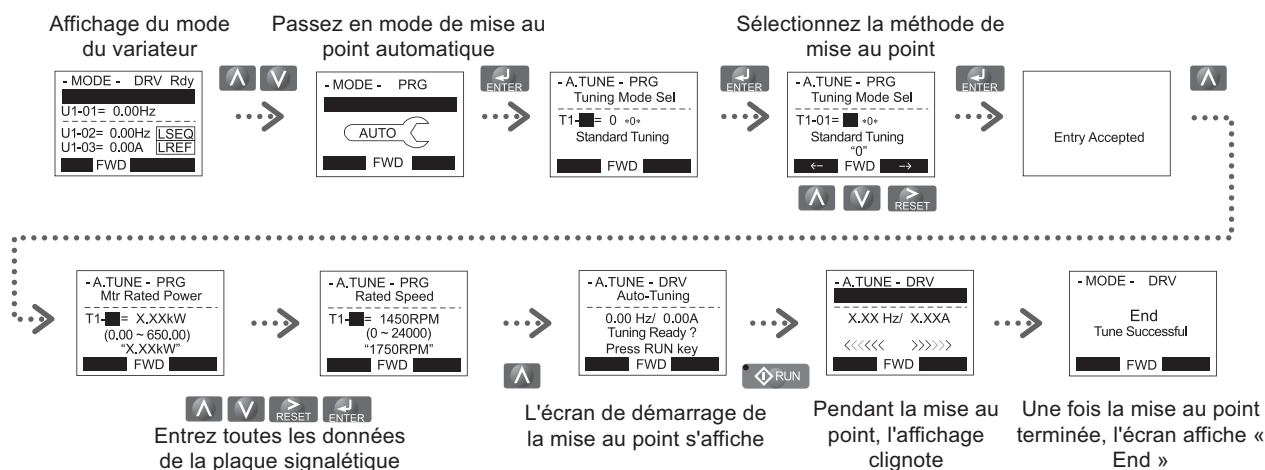 Affichage du mode
du variateur
Passez en mode de mise au
point automatique
Sélectionnez la méthode de
mise au point
- MODE - DRV Rdy
U1-01= 0.00Hz
U1-02= 0.00Hz LSEQ
U1-03= 0.00A LREF
FWD
- MODE - PRG
AUTO
FWD
ENTER
- A.TUNE - PRG
Tuning Mode Sel
T1- = 0 *0*
Standard Tuning
FWD
ENTER
- A.TUNE - PRG
Tuning Mode Sel
T1-01= *0*
Standard Tuning
“0”
←- FWD -→
RESET
ENTER
Entry Accepted
- A.TUNE - PRG
Mtr Rated Power
T1- = X.XXkW
(0.00 ~ 650.00)
“X.XXkW”
FWD
- A.TUNE - PRG
Rated Speed
T1- = 1450RPM
(0 ~ 24000)
“1750RPM”
FWD
RESET
ENTER
Entrez toutes les données
de la plaque signalétique
- A.TUNE - DRV
Auto-Tuning
0.00 Hz/ 0.00A
Tuning Ready ?
Press RUN key
FWD
L'écran de démarrage de
la mise au point s'affiche
RUN
- A.TUNE - DRV
X.XX Hz/ X.XXA
<<<<<< >>>>>>
FWD
Pendant la mise au
point, l'affichage
clignote
- MODE - DRV
End
Tune Successful
FWD
Une fois la mise au point
terminée, l'écran affiche «
End »